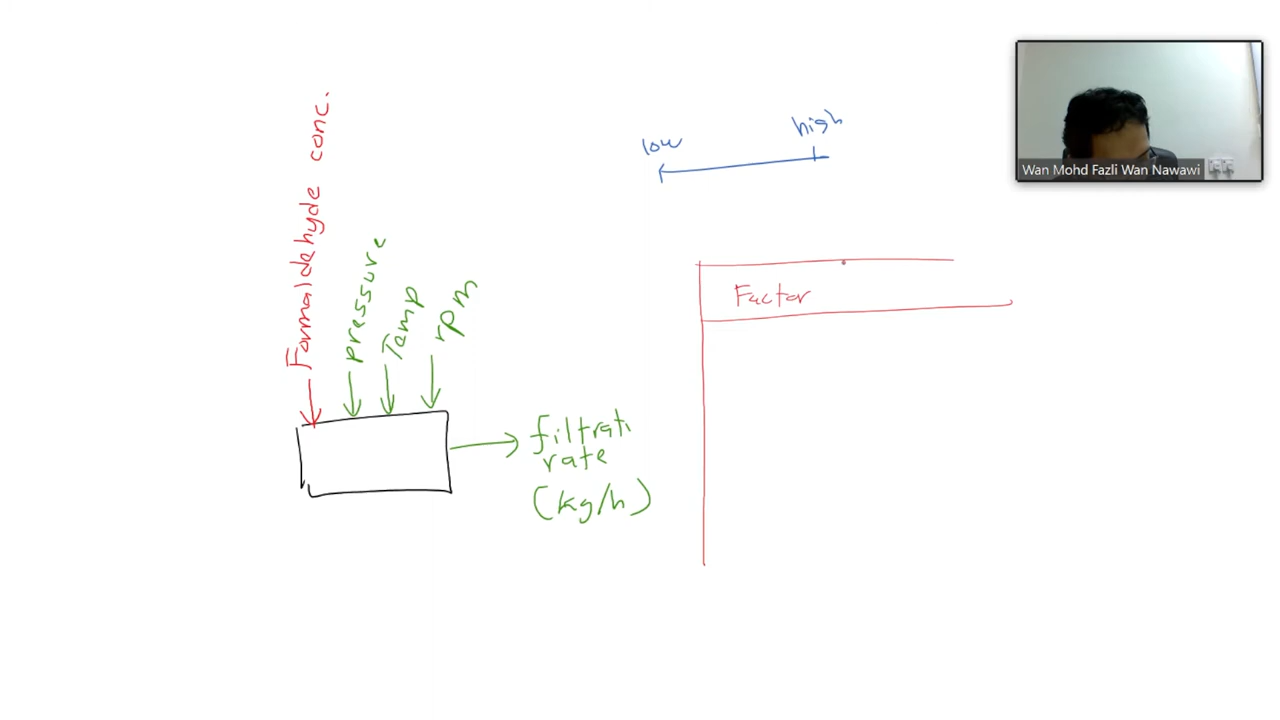 Formaldehyde conc.
pressure
Temp
rpm
filtrati
rate
(kg/h)
low
high
Factor
Wan Mohd Fazli Wan Nawawi